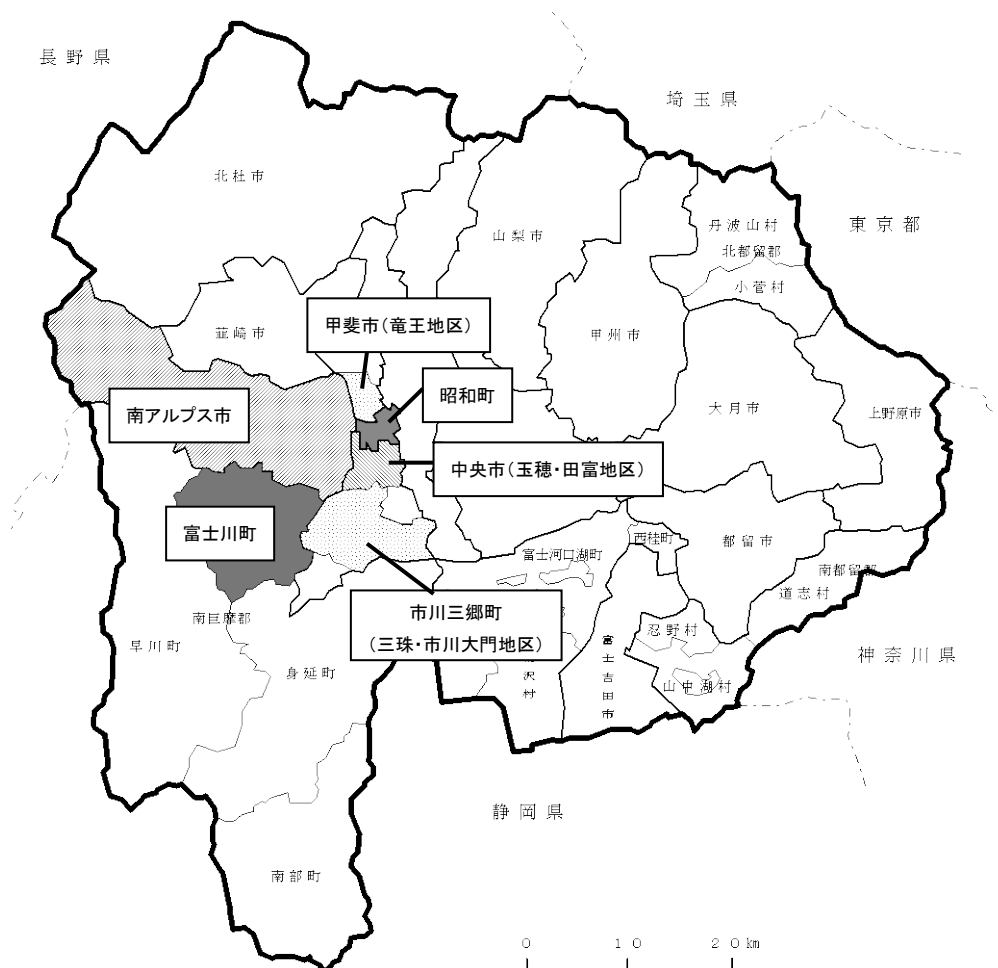 長野県
埼玉県
北杜市
山梨市
丹波山村
東京都
北都留郡
小菅村
甲斐市(竜王地区)
韮崎市
甲州市
昭和町
南アルプス市
大月市
上野原市
中央市(玉穂・田富地区)
富士川町
富士河口湖町
西桂町
都留市
南都留郡
道志村
市川三郷町
(三珠・市川大門地区)
南巨摩郡
早川町
身延町
忍野村
神奈川県
沢村
富士吉田市
山中湖村
静岡県
南部町
0 10 20km